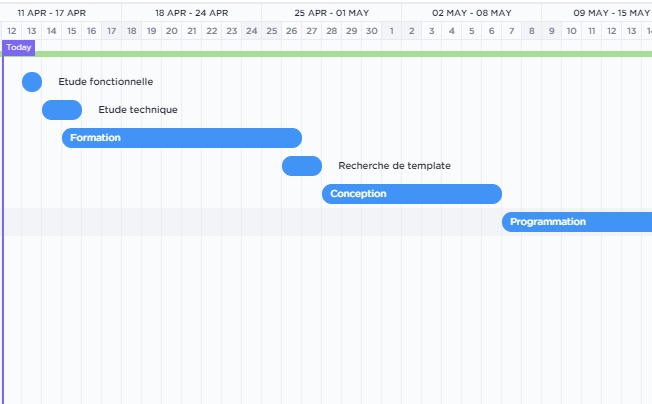 11 APR - 17 APR 18 APR - 24 APR 25 APR - 01 MAY 02 MAY - 08 MAY 09 MAY - 15 MAY
12 13 14 15 16 17 18 19 20 21 22 23 24 25 26 27 28 29 30 1 2 3 4 5 6 7 8 9 10 11 12 13
Today
Etude fonctionnelle
Etude technique
Formation
Recherche de template
Conception
Programmation